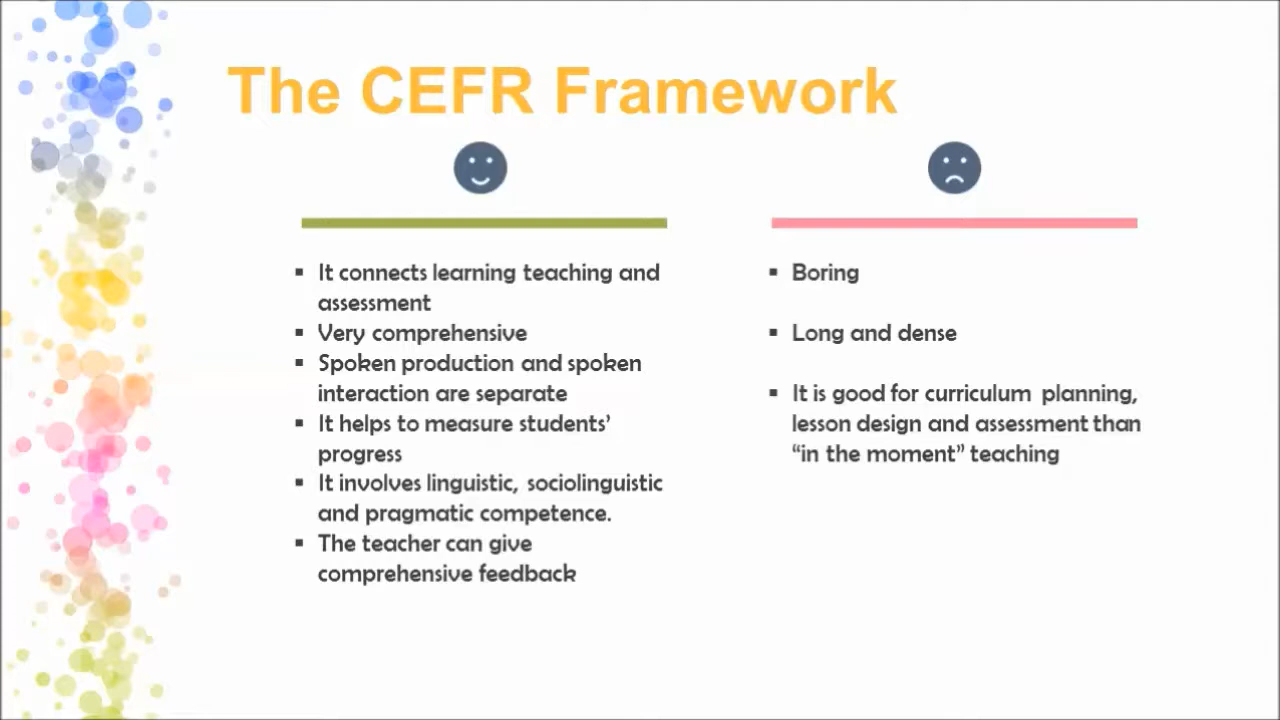 The CEFR Framework
▪ It connects learning teaching and
assessment
▪ Very comprehensive
▪ Spoken production and spoken
interaction are separate
▪ It helps to measure students’
progress
▪ It involves linguistic, sociolinguistic
and pragmatic competence.
▪ The teacher can give
comprehensive feedback
▪ Boring
▪ Long and dense
▪ It is good for curriculum planning,
lesson design and assessment than
“in the moment” teaching